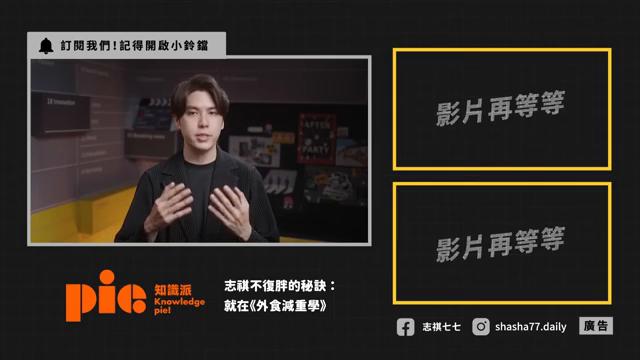 訂閱我們！記得開啟小鈴鐺
影片再等等
影片再等等
AFTER
PARTY
pie
知識派
Knowledge
pie!
志祺不復胖的秘訣：
就在《外食減重學》
志祺七七
shasha77.daily
廣告